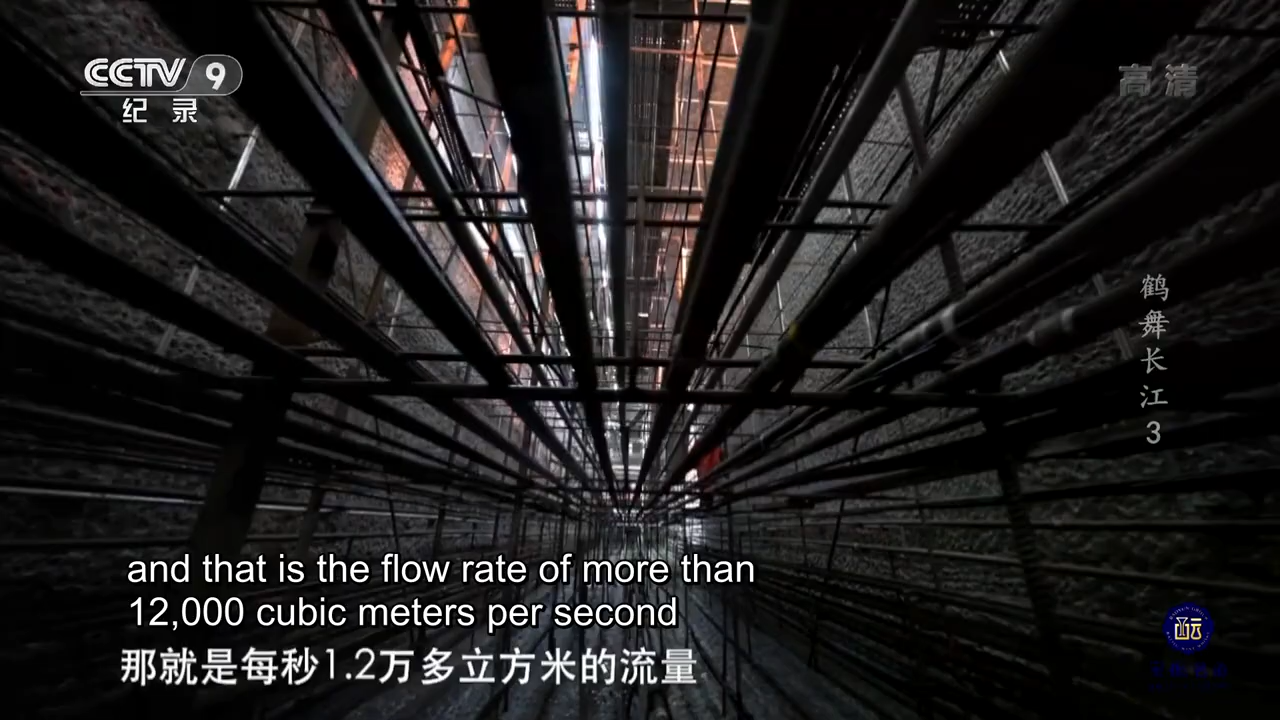 CCTV 9
纪录
高清
鹤舞长江3
and that is the flow rate of more than
12,000 cubic meters per second
那就是每秒1.2万多立方米的流量